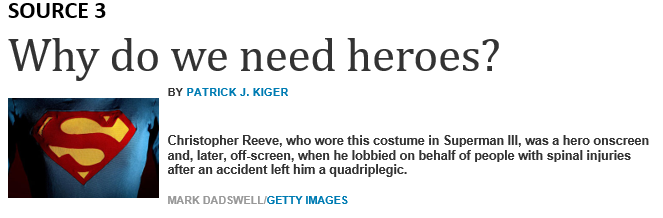 SOURCE 3
Why do we need heroes?
BY PATRICK J. KIGER
Christopher Reeve, who wore this costume in Superman III, was a hero onscreen
and, later, off-screen, when he lobbied on behalf of people with spinal injuries
after an accident left him a quadriplegic.
MARK DADSWELL/GETTY IMAGES